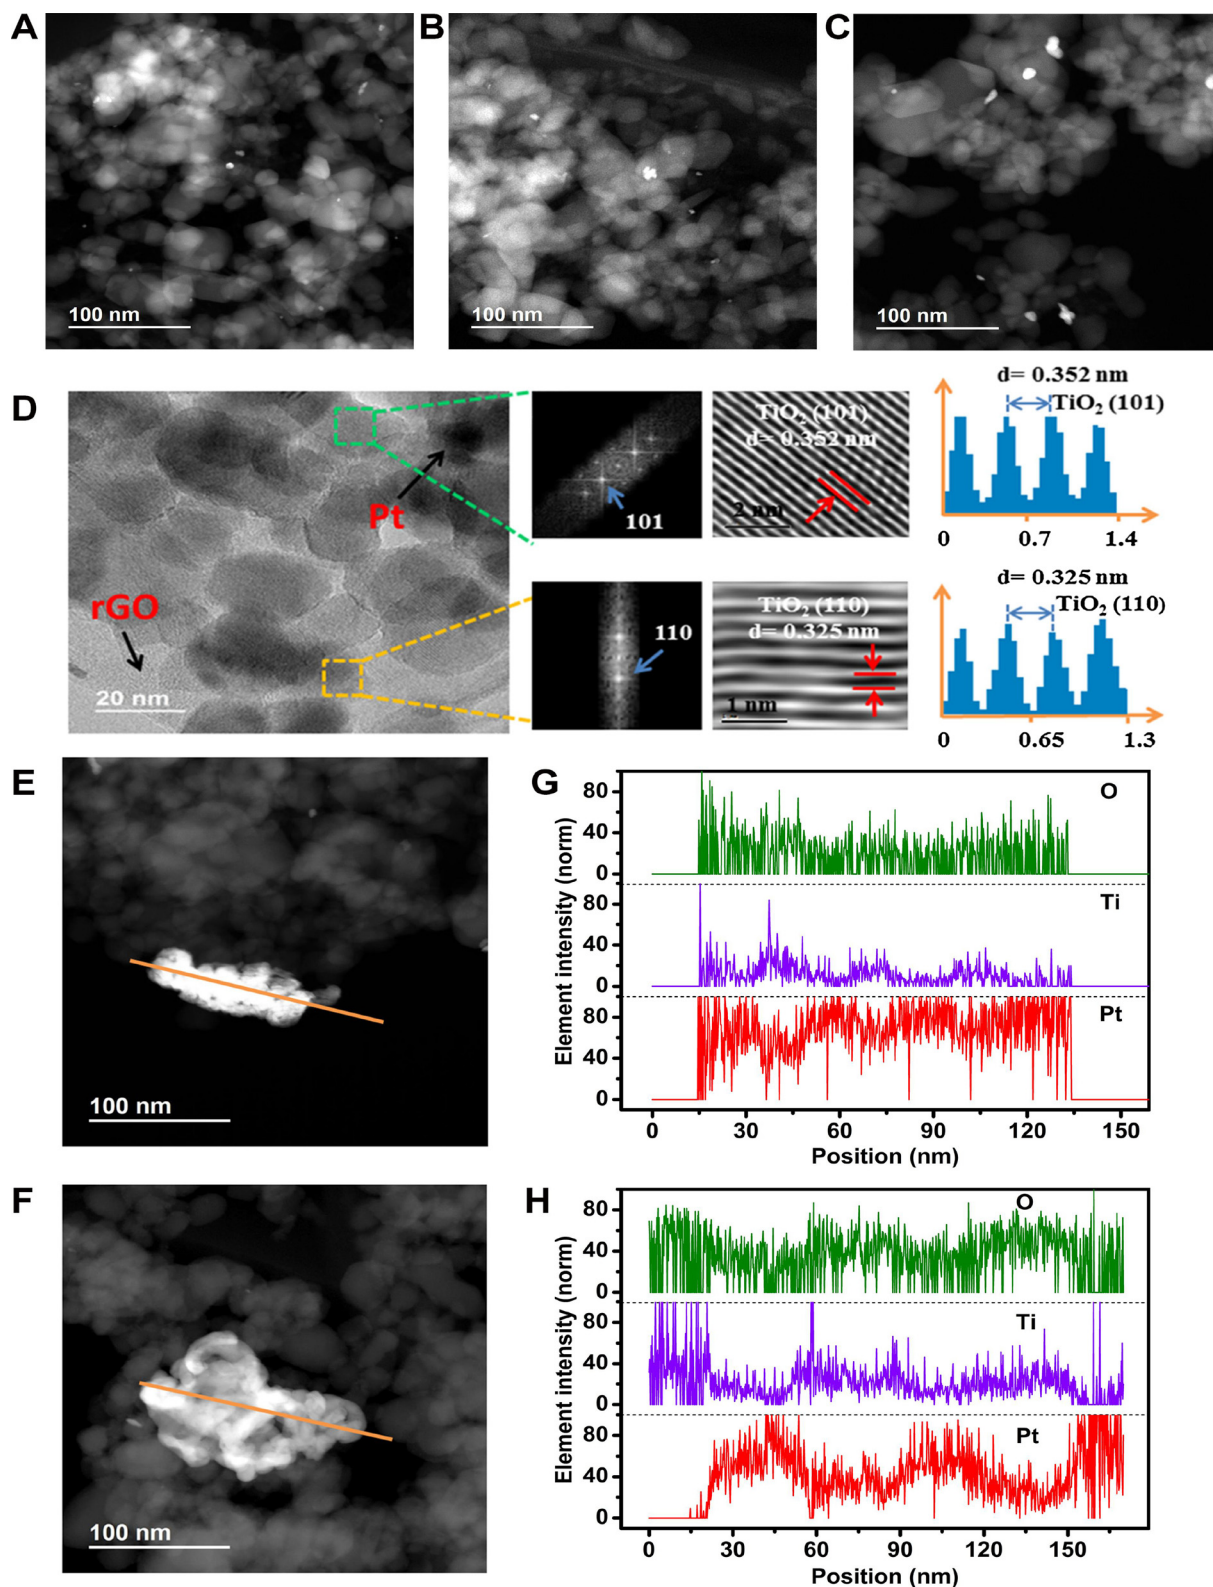 A
B
C
100 nm
100 nm
100 nm
D
Pt
rGO
20 nm
101
TiO₂ (101)
d= 0.352 nm
2 nm
d= 0.352 nm
TiO₂ (101)
0 0.7 1.4
110
TiO₂ (110)
d= 0.325 nm
1 nm
d= 0.325 nm
TiO₂ (110)
0 0.65 1.3
E
100 nm
G
Element intensity (norm)
80
40
0
O
80
40
0
Ti
80
40
0
Pt
0 30 60 90 120 150
Position (nm)
F
100 nm
H
Element intensity (norm)
80
40
0
O
80
40
0
Ti
80
40
0
Pt
0 30 60 90 120 150
Position (nm)